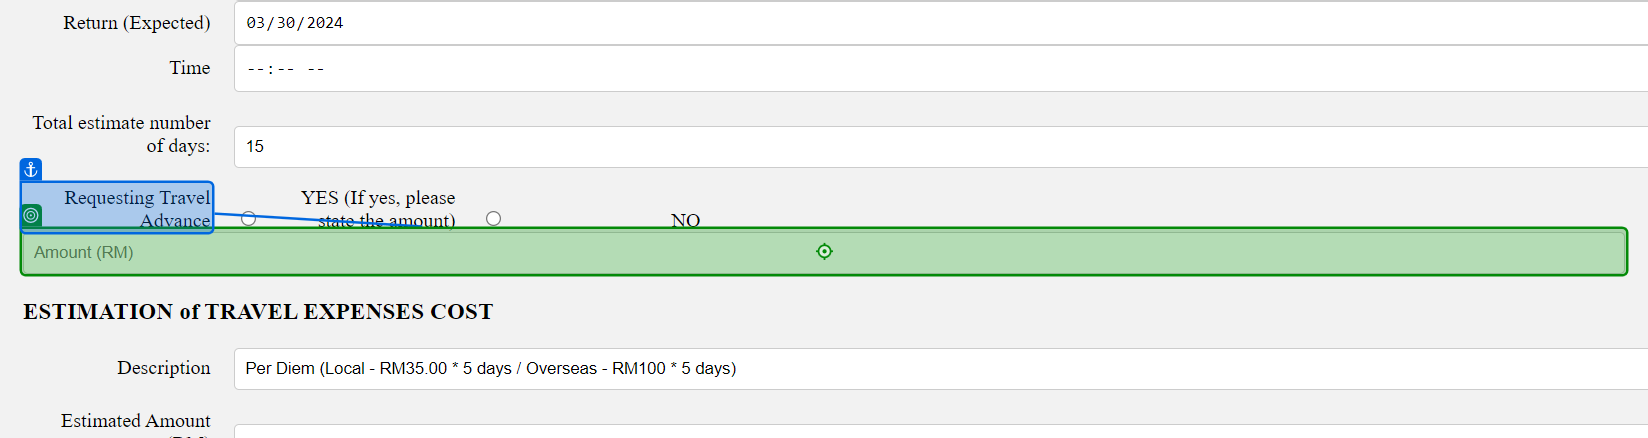 Return (Expected) 03/30/2024
Time --:-- --
Total estimate number
of days: 15
Requesting Travel
Advance
YES (If yes, please
state the amount)
NO
Amount (RM)
ESTIMATION of TRAVEL EXPENSES COST
Description Per Diem (Local - RM35.00 * 5 days / Overseas - RM100 * 5 days)
Estimated Amount